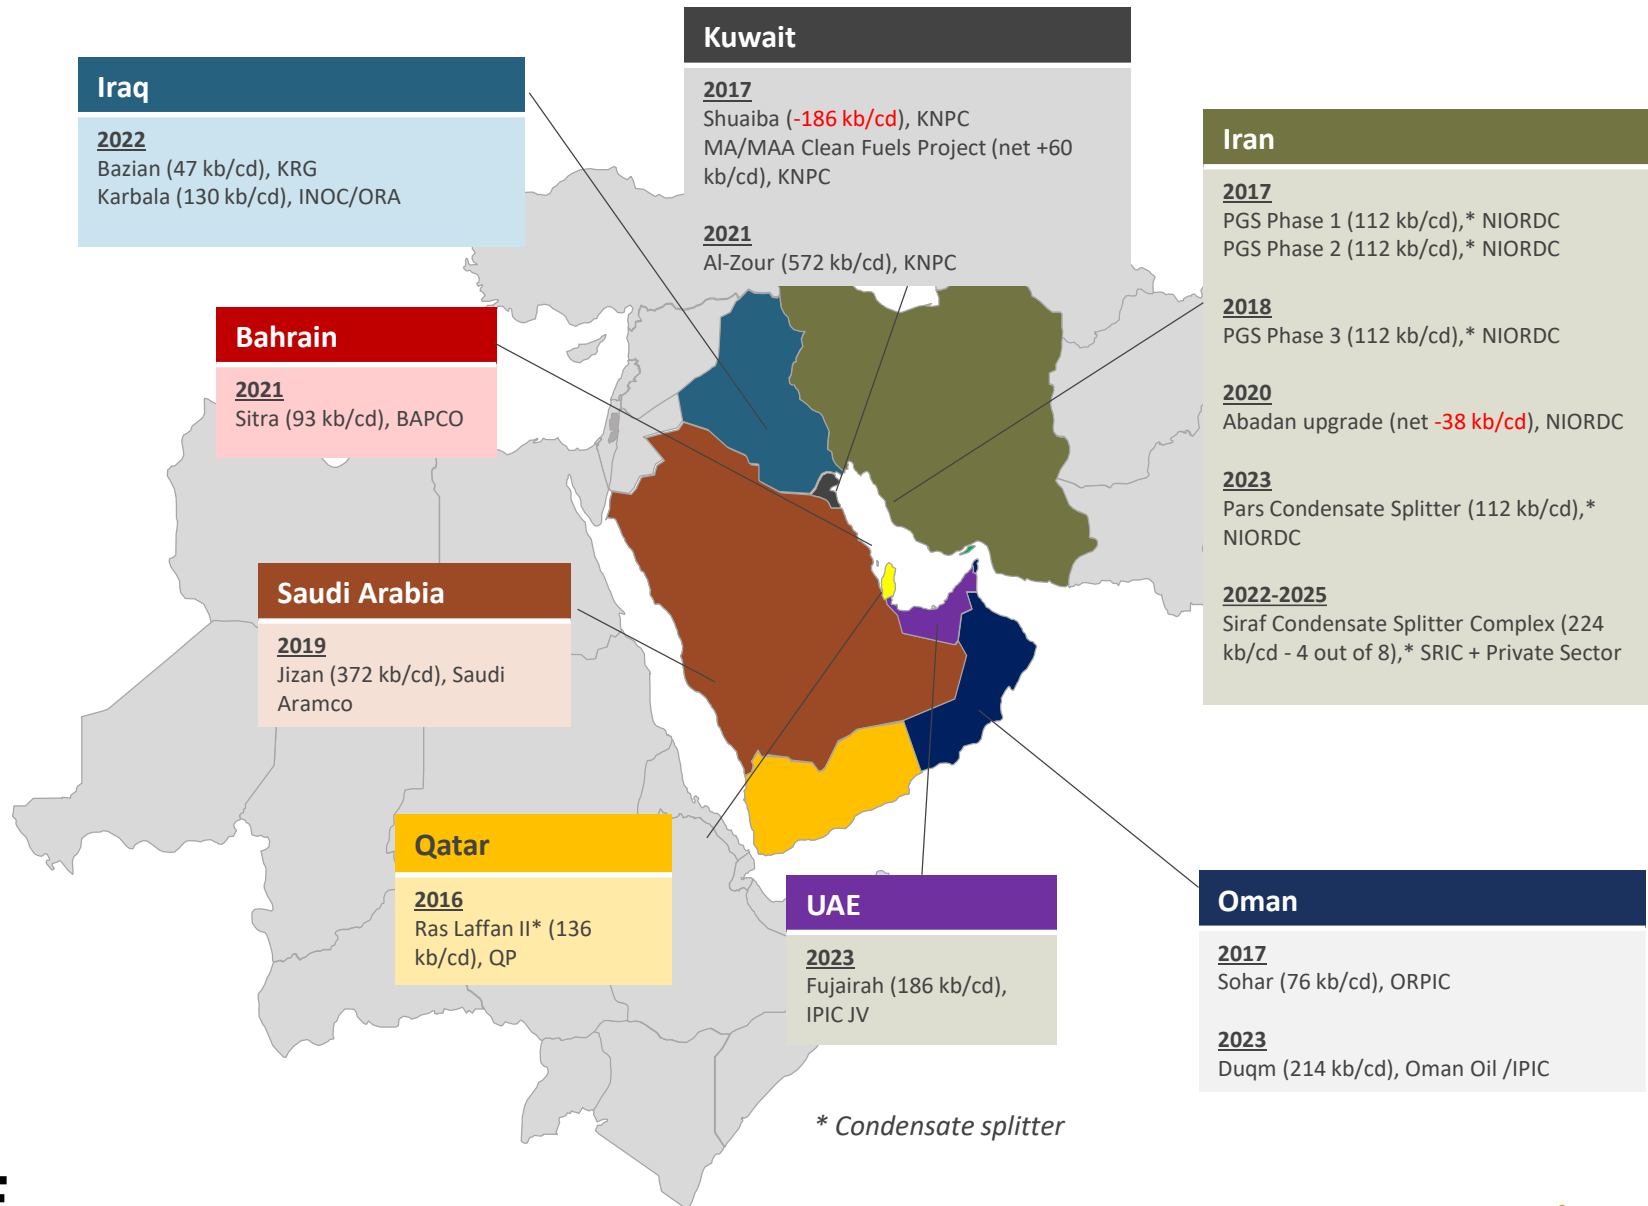 Kuwait
2017
Shuaiba (-186 kb/cd), KNPC
MA/MAA Clean Fuels Project (net +60
kb/cd), KNPC
2021
Al-Zour (572 kb/cd), KNPC
Iraq
2022
Bazian (47 kb/cd), KRG
Karbala (130 kb/cd), INOC/ORA
Iran
2017
PGS Phase 1 (112 kb/cd),* NIORDC
PGS Phase 2 (112 kb/cd),* NIORDC
2018
PGS Phase 3 (112 kb/cd),* NIORDC
2020
Abadan upgrade (net -38 kb/cd), NIORDC
2023
Pars Condensate Splitter (112 kb/cd),*
NIORDC
2022-2025
Siraf Condensate Splitter Complex (224
kb/cd - 4 out of 8),* SRIC + Private Sector
Bahrain
2021
Sitra (93 kb/cd), BAPCO
Saudi Arabia
2019
Jizan (372 kb/cd), Saudi
Aramco
Qatar
2016
Ras Laffan II* (136
kb/cd), QP
UAE
2023
Fujairah (186 kb/cd),
IPIC JV
Oman
2017
Sohar (76 kb/cd), ORPIC
2023
Duqm (214 kb/cd), Oman Oil /IPIC
* Condensate splitter